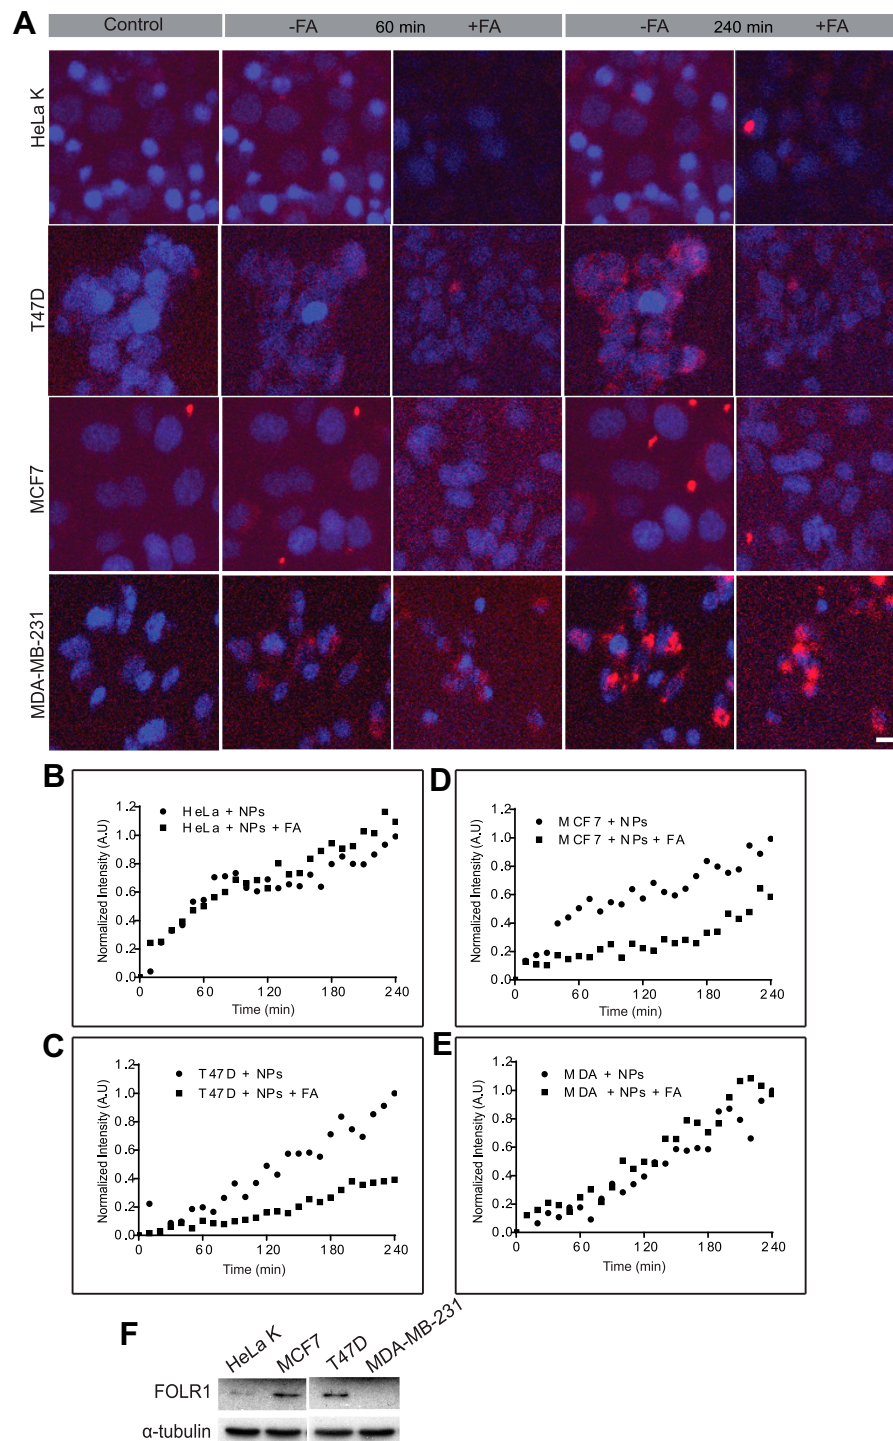 A
Control -FA 60 min +FA -FA 240 min +FA
HeLa K
T47D
MCF7
MDA-MB-231
B
Normalized Intensity (A.U)
1.2
1.0
0.8
0.6
0.4
0.2
0.0
0 60 120 180 240
Time (min)
HeLa + NPs
HeLa + NPs + FA
D
Normalized Intensity (A.U)
1.2
1.0
0.8
0.6
0.4
0.2
0.0
0 60 120 180 240
Time (min)
MCF7 + NPs
MCF7 + NPs + FA
C
Normalized Intensity (A.U)
1.2
1.0
0.8
0.6
0.4
0.2
0.0
0 60 120 180 240
Time (min)
T47D + NPs
T47D + NPs + FA
E
Normalized Intensity (A.U)
1.2
1.0
0.8
0.6
0.4
0.2
0.0
0 60 120 180 240
Time (min)
MDA + NPs
MDA + NPs + FA
F
HeLa K MCF7 T47D MDA-MB-231
FOLR1
α-tubulin